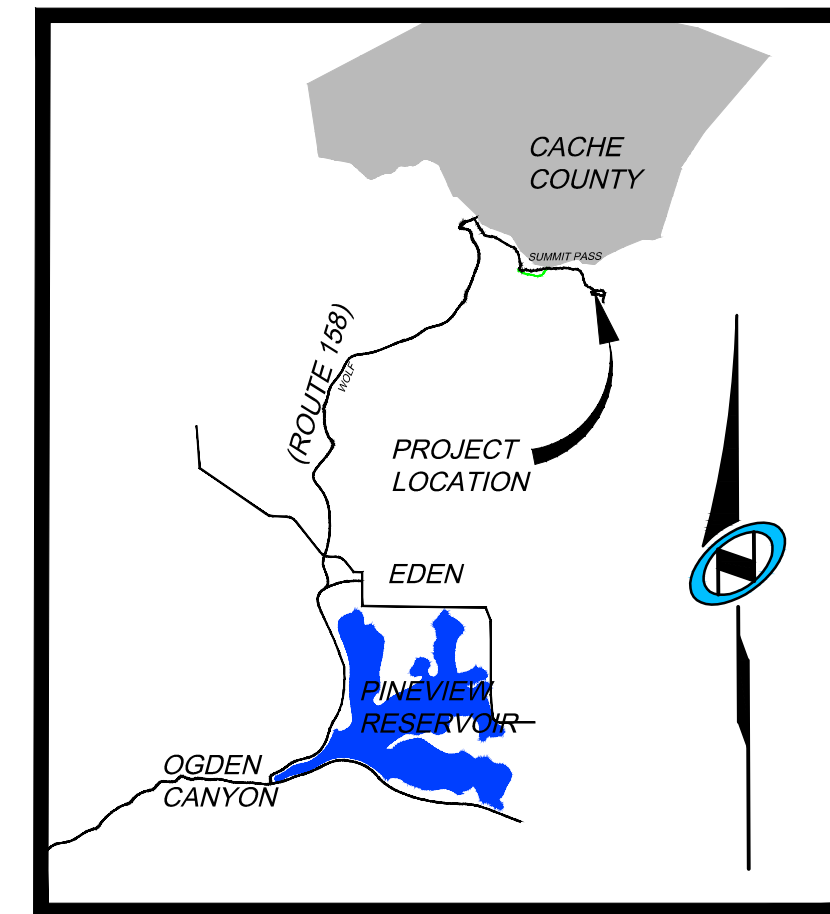 CACHE
COUNTY
SUMMIT PASS
(ROUTE 158)
WOLF
PROJECT
LOCATION
EDEN
N
PINEVIEW
RESERVOIR
OGDEN
CANYON